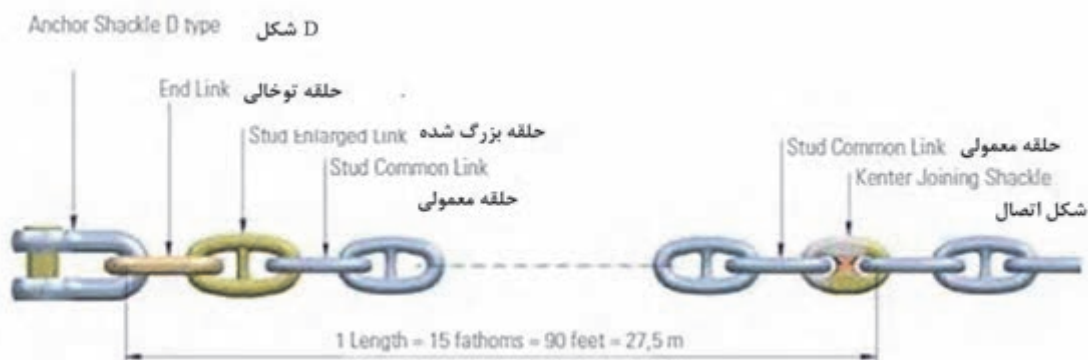 Anchor Shackle D type D شکل
End Link حلقه توخالی
Stud Enlarged Link حلقه بزرگ شده
Stud Common Link
حلقه معمولی
Stud Common Link حلقه معمولی
Kenter Joining Shackle
شکل اتصال
1 Length = 15 fathoms = 90 feet = 27,5 m